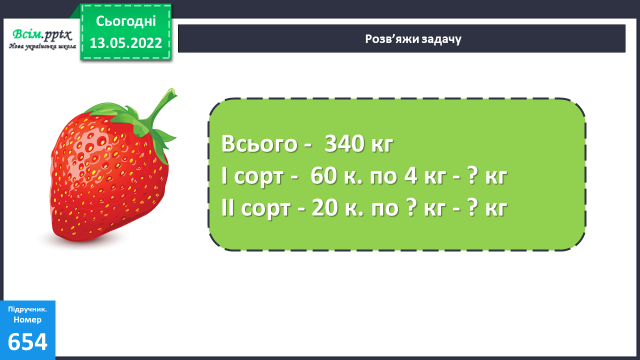 Всім.pptx
Нова українська школа
Сьогодні
13.05.2022
Розв'яжи задачу
Всього - 340 кг
І сорт - 60 к. по 4 кг - ? кг
ІІ сорт - 20 к. по ? кг - ? кг
Підручник.
Номер
654